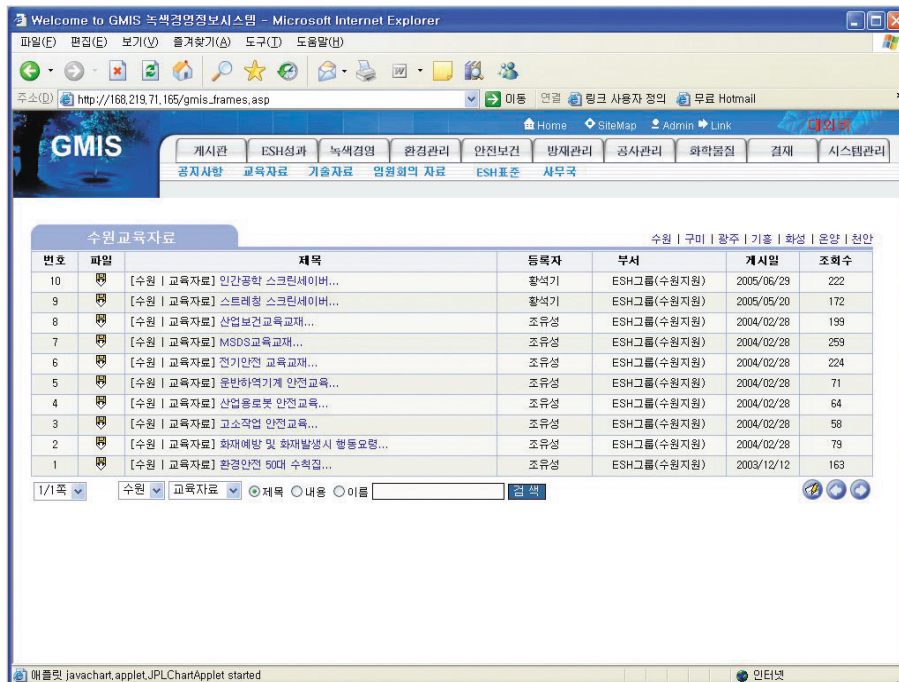 Welcome to GMIS 녹색경영정보시스템 - Microsoft Internet Explorer
파일(F) 편집(E) 보기(V) 즐겨찾기(A) 도구(T) 도움말(H)
주소(D) http://168,219,71,165/gmis_frames,asp 이동 연결 링크 사용자 정의 무료 Hotmail
Home SiteMap Admin Link 대외비
GMIS
게시판 ESH성과 녹색경영 환경관리 안전보건 방재관리 공사관리 화학물질 결재 시스템관리
공지사항 교육자료 기술자료 임원회의 자료 ESH표준 사무국
수원교육자료
수원 | 구미 | 광주 | 기흥 | 화성 | 온양 | 천안
번호 파일 제목 등록자 부서 게시일 조회수
10 [수원 | 교육자료] 인간공학 스크린세이버... 황석기 ESH그룹(수원지원) 2005/06/29 222
9 [수원 | 교육자료] 스트레칭 스크린세이버... 황석기 ESH그룹(수원지원) 2005/05/20 172
8 [수원 | 교육자료] 산업보건교육교재... 조유성 ESH그룹(수원지원) 2004/02/28 199
7 [수원 | 교육자료] MSDS교육교재... 조유성 ESH그룹(수원지원) 2004/02/28 259
6 [수원 | 교육자료] 전기안전 교육교재... 조유성 ESH그룹(수원지원) 2004/02/28 224
5 [수원 | 교육자료] 운반하역기계 안전교육... 조유성 ESH그룹(수원지원) 2004/02/28 71
4 [수원 | 교육자료] 산업용로봇 안전교육... 조유성 ESH그룹(수원지원) 2004/02/28 64
3 [수원 | 교육자료] 고소작업 안전교육... 조유성 ESH그룹(수원지원) 2004/02/28 58
2 [수원 | 교육자료] 화재예방 및 화재발생시 행동요령... 조유성 ESH그룹(수원지원) 2004/02/28 79
1 [수원 | 교육자료] 환경안전 50대 수칙집... 조유성 ESH그룹(수원지원) 2003/12/12 163
1/1쪽 수원 교육자료 제목 내용 이름 검색
애플릿 javachart,applet,JPLChartApplet started 인터넷